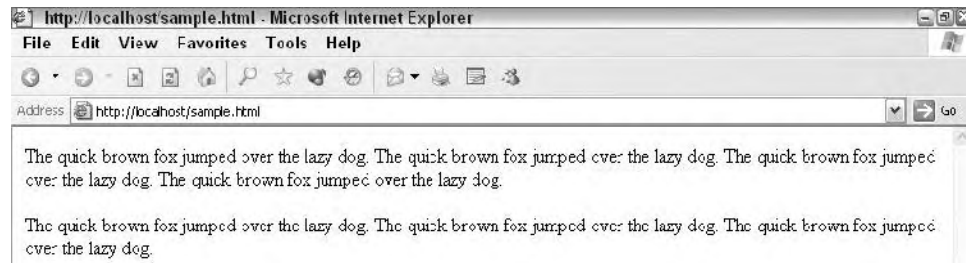 http://localhost/sample.html - Microsoft Internet Explorer
File Edit View Favorites Tools Help
Address http://localhost/sample.html Go
The quick brown fox jumped over the lazy dog. The quick brown fox jumped over the lazy dog. The quick brown fox jumped
over the lazy dog. The quick brown fox jumped over the lazy dog.
The quick brown fox jumped over the lazy dog. The quick brown fox jumped over the lazy dog. The quick brown fox jumped
over the lazy dog.